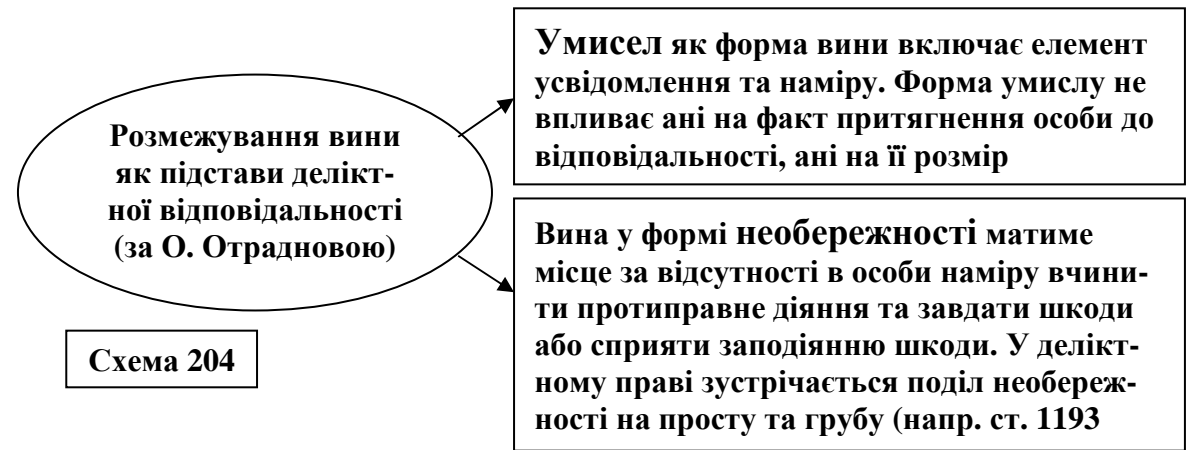 Розмежування вини
як підстави делікт-
ної відповідальності
(за О. Отрадновою)
Умисел як форма вини включає елемент
усвідомлення та наміру. Форма умислу не
впливає ані на факт притягнення особи до
відповідальності, ані на її розмір
Вина у формі необережності матиме
місце за відсутності в особи наміру вчини-
ти протиправне діяння та завдати шкоди
або сприяти заподіянню шкоди. У делікт-
ному праві зустрічається поділ необереж-
ності на просту та грубу (напр. ст. 1193
Схема 204